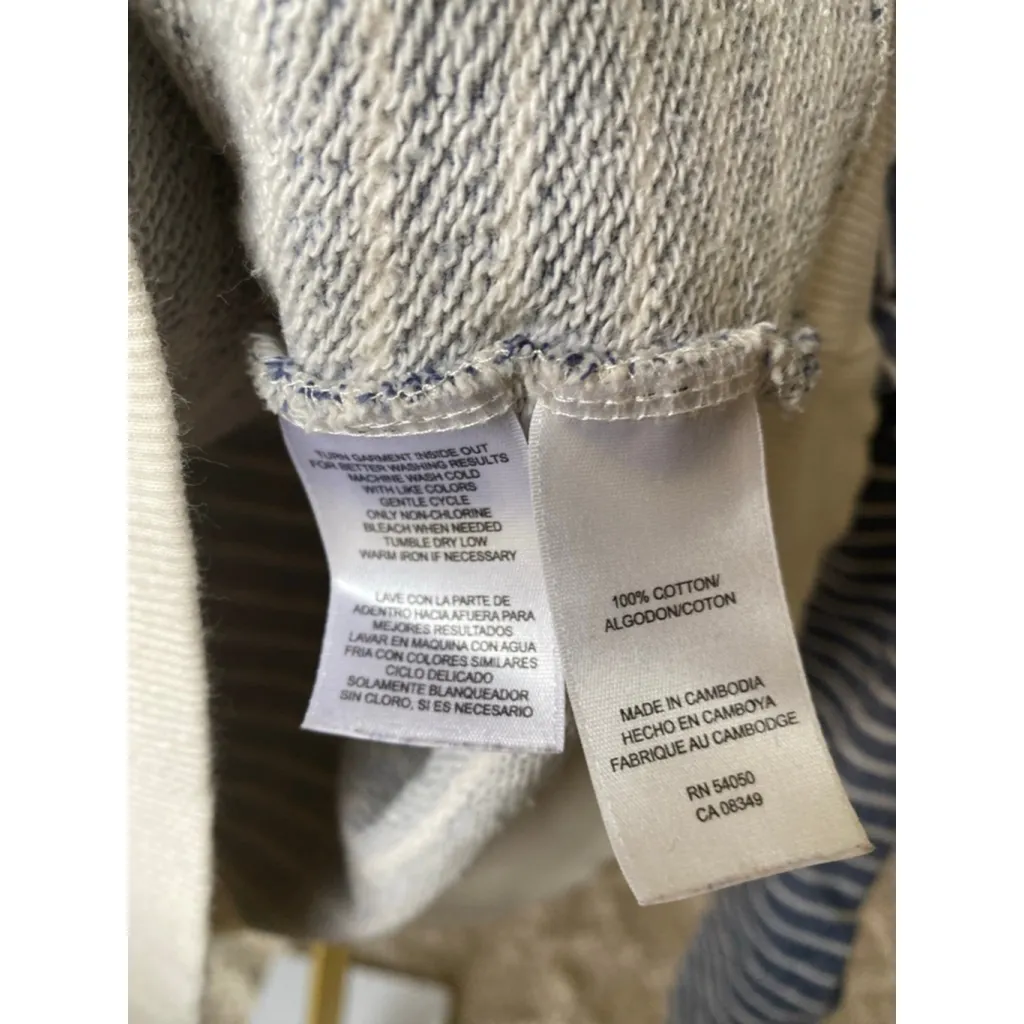 TURN GARMENT INSIDE OUT
FOR BETTER WASHING RESULTS
MACHINE WASH COLD
WITH LIKE COLORS
GENTLE CYCLE
ONLY NON-CHLORINE
BLEACH WHEN NEEDED
TUMBLE DRY LOW
WARM IRON IF NECESSARY
LAVE CON LA PARTE DE
ADENTRO HACIA AFUERA PARA
MEJORES RESULTADOS
LAVAR EN MAQUINA CON AGUA
FRIA CON COLORES SIMILARES
CICLO DELICADO
SOLAMENTE BLANQUEADOR
SIN CLORO, SI ES NECESARIO
100% COTTON/
ALGODON/COTON
MADE IN CAMBODIA
HECHO EN CAMBOYA
FABRIQUE AU CAMBODGE
RN 54050
CA 08349